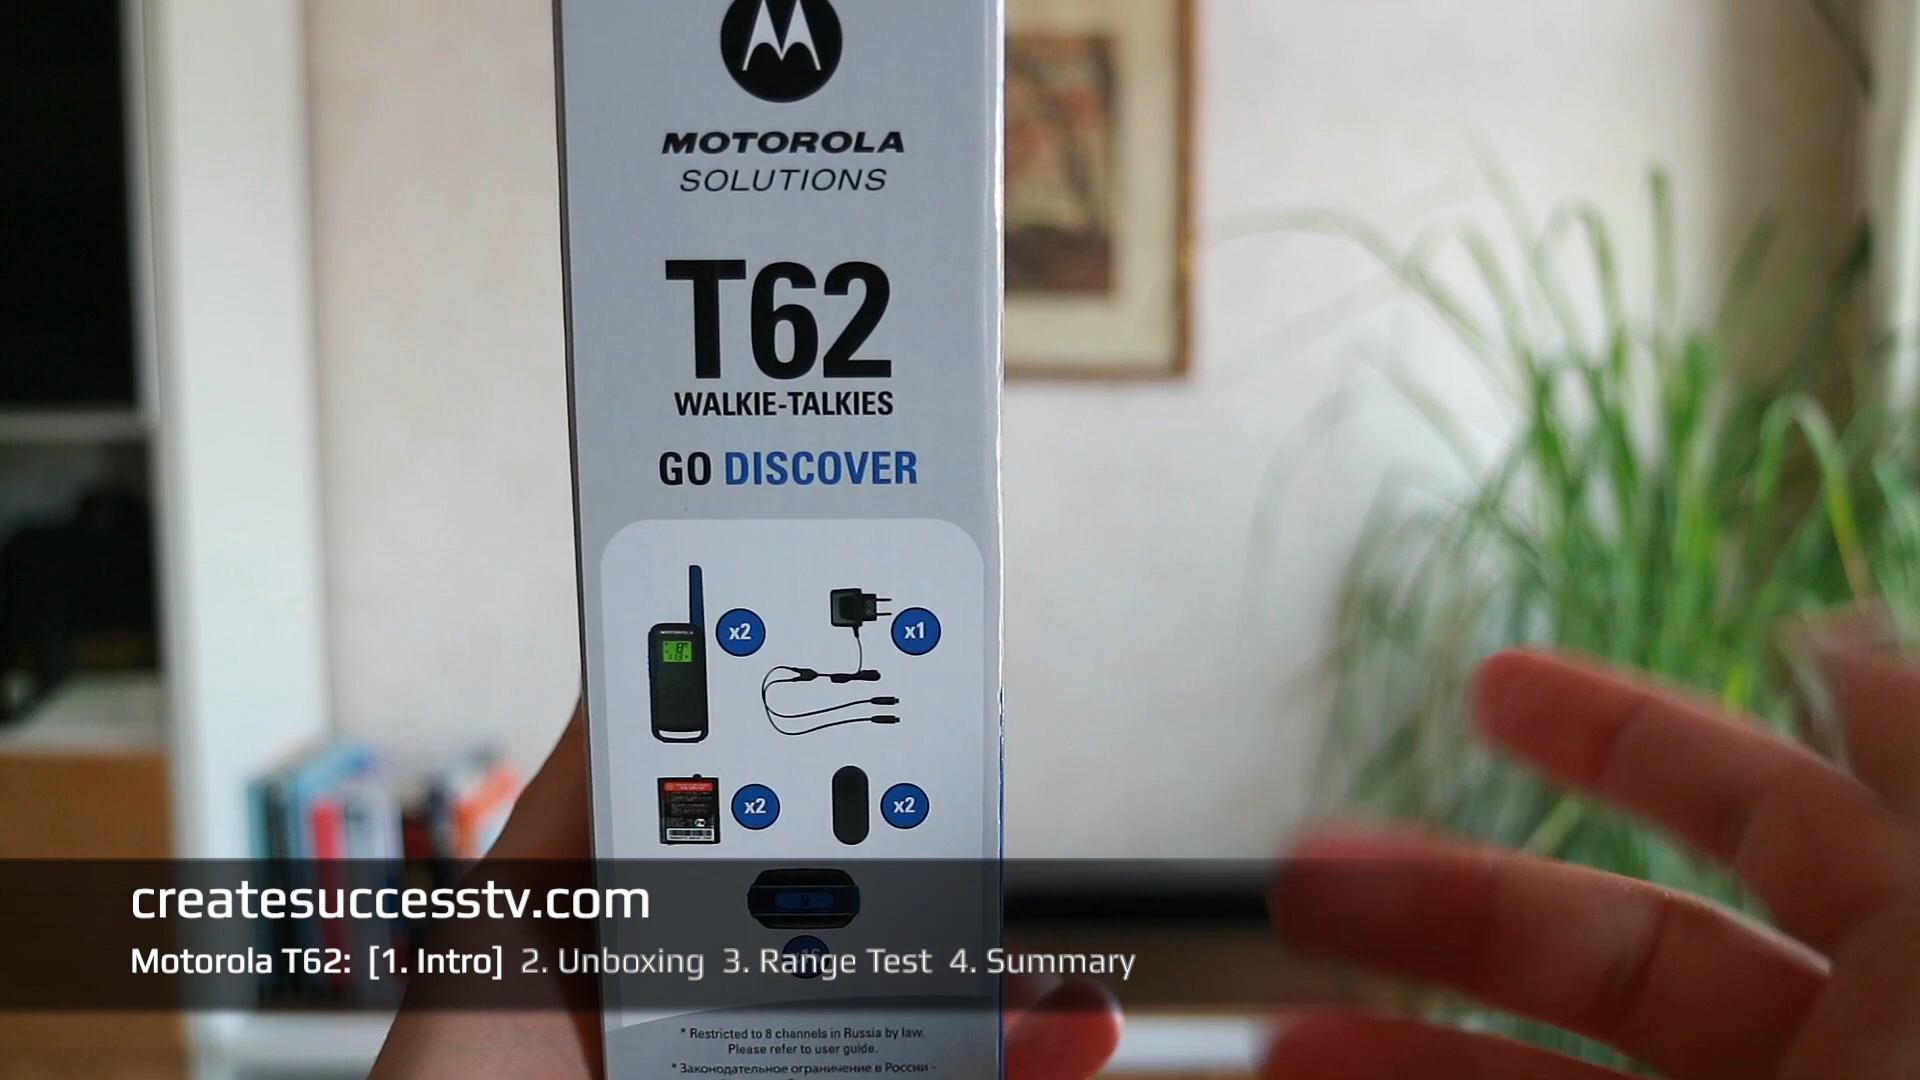 MOTOROLA
SOLUTIONS
T62
WALKIE-TALKIES
GO DISCOVER
MOTOROLA
x2
x1
x2
x2
createsuccesstv.com
Motorola T62: [1. Intro] 2. Unboxing 3. Range Test 4. Summary
* Restricted to 8 channels in Russia by law.
Please refer to user guide.
* Законодательное ограничение в России -